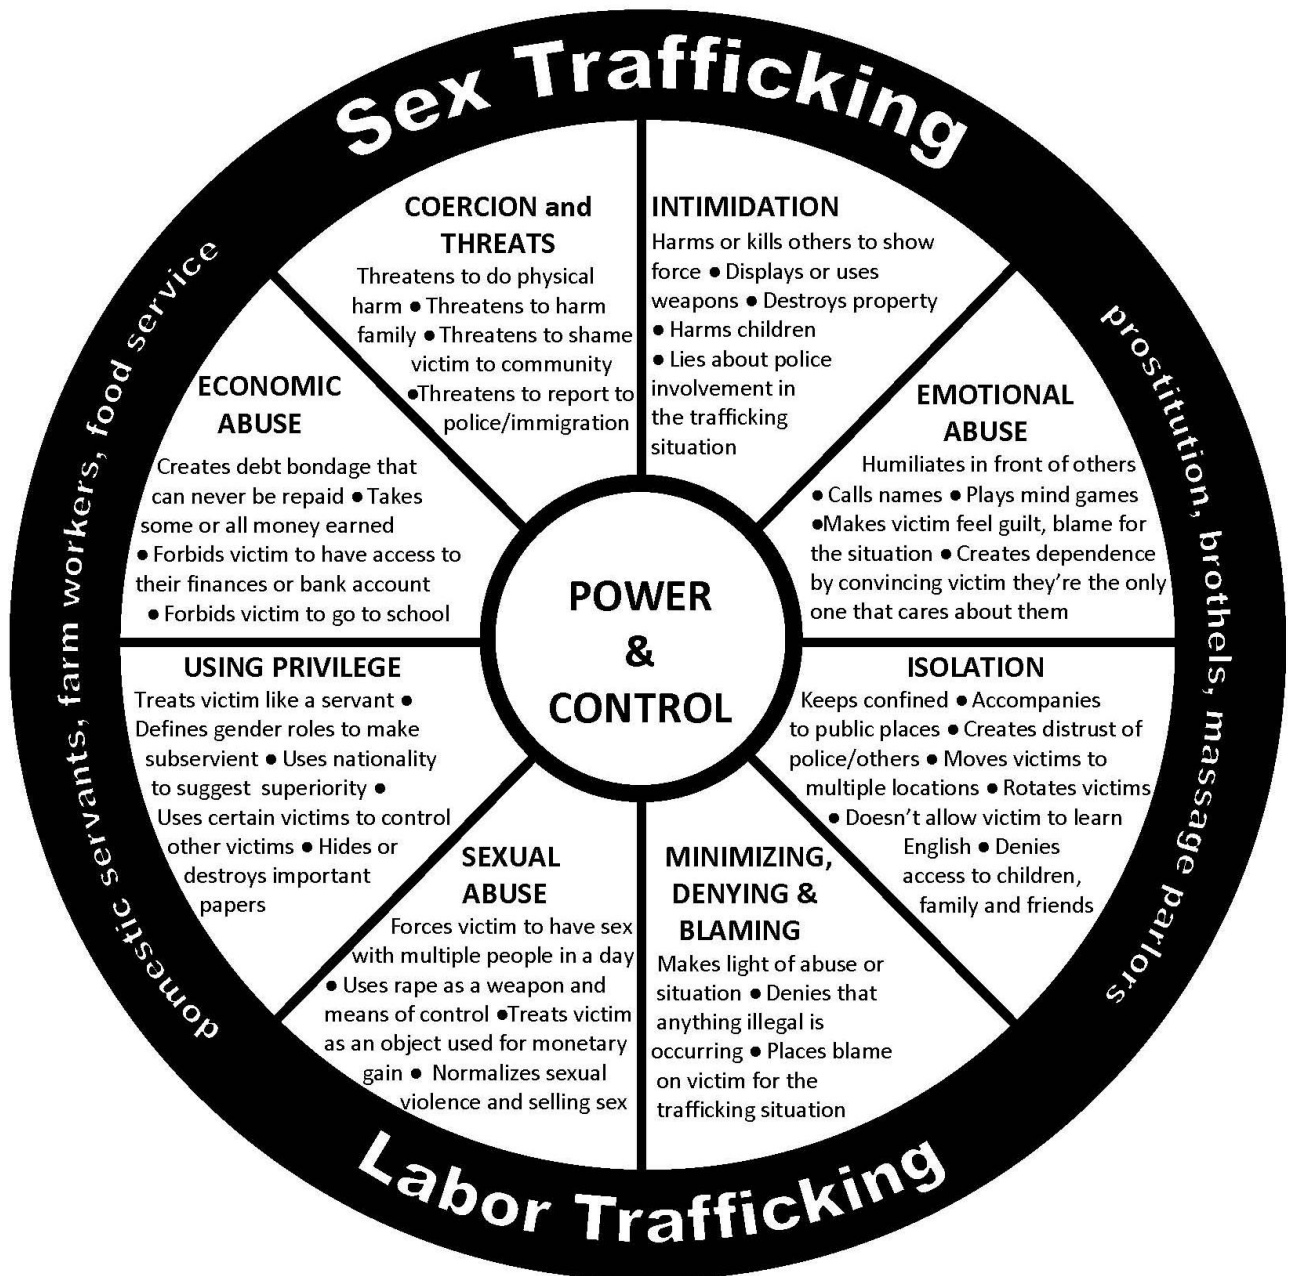 Sex Trafficking
COERCION and
THREATS
Threatens to do physical
harm ● Threatens to harm
family ● Threatens to shame
victim to community
●Threatens to report to
police/immigration
INTIMIDATION
Harms or kills others to show
force ● Displays or uses
weapons ● Destroys property
● Harms children
● Lies about police
involvement in
the trafficking
situation
EMOTIONAL
ABUSE
Humiliates in front of others
● Calls names ● Plays mind games
●Makes victim feel guilt, blame for
the situation ● Creates dependence
by convincing victim they're the only
one that cares about them
ISOLATION
Keeps confined ● Accompanies
to public places ● Creates distrust of
police/others ● Moves victims to
multiple locations ● Rotates victims
● Doesn't allow victim to learn
English ● Denies
access to children,
family and friends
MINIMIZING,
DENYING &
BLAMING
Makes light of abuse or
situation ● Denies that
anything illegal is
occurring ● Places blame
on victim for the
trafficking situation
SEXUAL
ABUSE
Forces victim to have sex
with multiple people in a day
● Uses rape as a weapon and
means of control ●Treats victim
as an object used for monetary
gain ● Normalizes sexual
violence and selling sex
USING PRIVILEGE
Treats victim like a servant ●
Defines gender roles to make
subservient ● Uses nationality
to suggest superiority ●
Uses certain victims to control
other victims ● Hides or
destroys important
papers
ECONOMIC
ABUSE
Creates debt bondage that
can never be repaid ● Takes
some or all money earned
● Forbids victim to have access to
their finances or bank account
● Forbids victim to go to school
POWER
&
CONTROL
prostitution, brothels, massage parlors
domestic servants, farm workers, food service
Labor Trafficking